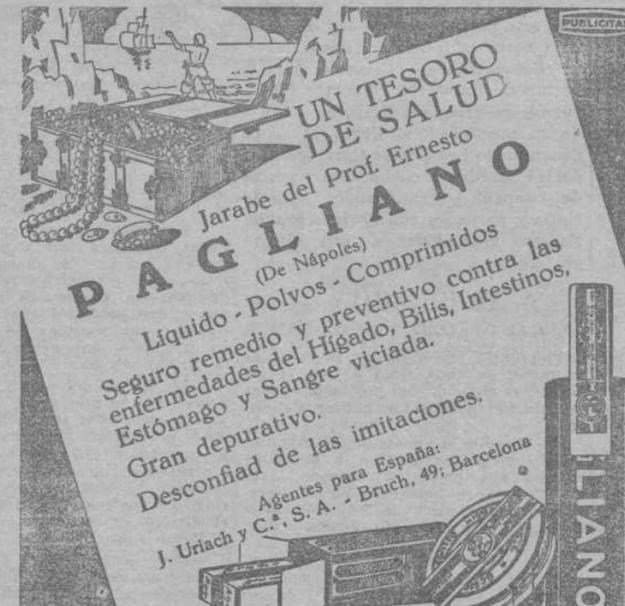 PUBLICITAS
UN TESORO
DE SALUD
Jarabe del Prof. Ernesto
PAGLIANO
(De Nápoles)
Líquido - Polvos - Comprimidos
Seguro remedio y preventivo contra las
enfermedades del Hígado, Bilis, Intestinos,
Estómago y Sangre viciada.
Gran depurativo.
Desconfiad de las imitaciones.
Agentes para España:
J. Uriach y C.ª, S. A. - Bruch, 49; Barcelona
LIANO